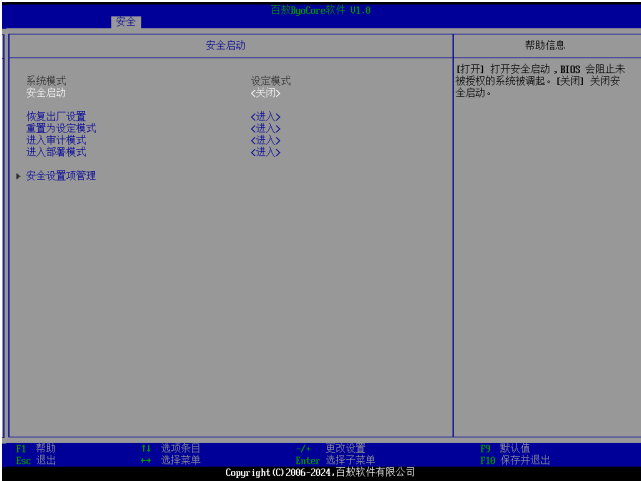 百敖ByoCore软件 V1.0
安全
安全启动
帮助信息
系统模式 设定模式
安全启动 <关闭>
恢复出厂设置 <进入>
重置为设定模式 <进入>
进入审计模式 <进入>
进入部署模式 <进入>
安全设置项管理
[打开] 打开安全启动，BIOS 会阻止未
被授权的系统被调起。[关闭] 关闭安
全启动。
F1 帮助 ↑↓ 选项条目 -/+ 更改设置 F9 默认值
Esc 退出 ↔ 选择菜单 Enter 选择子菜单 F10 保存并退出
Copyright(C)2006-2024,百敖软件有限公司